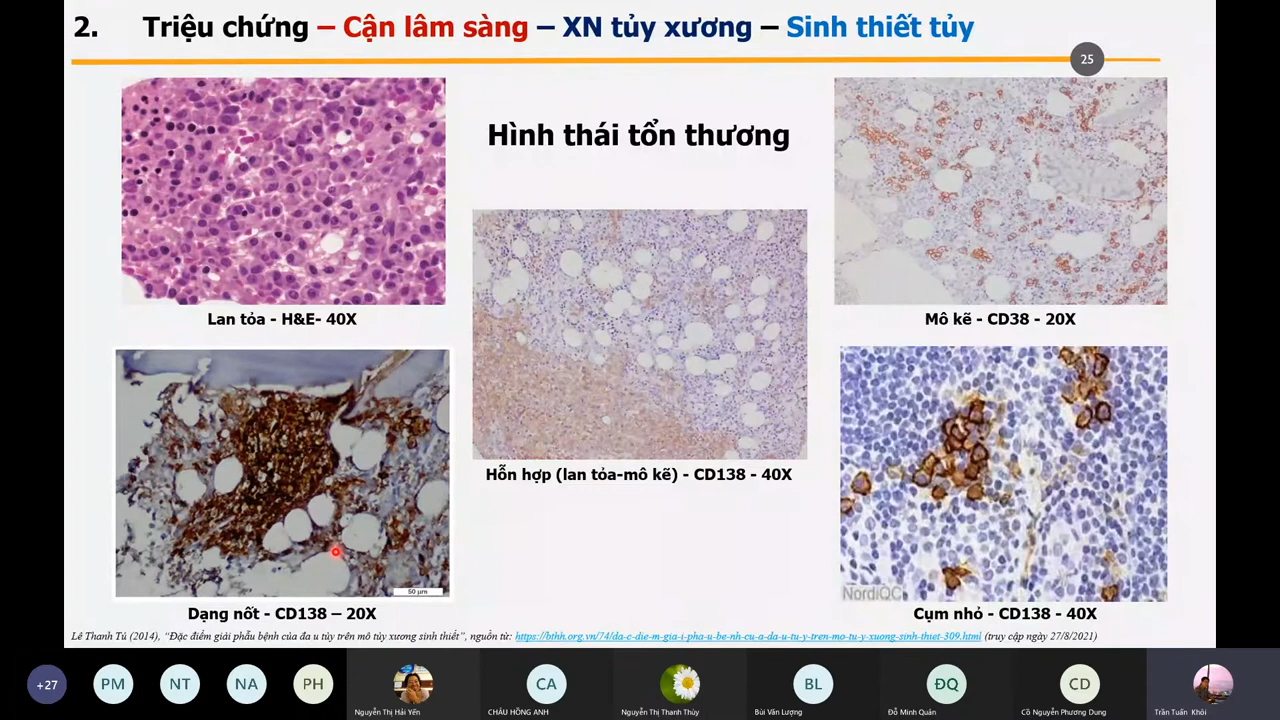 2. Triệu chứng – Cận lâm sàng – XN tủy xương – Sinh thiết tủy
25
Hình thái tổn thương
Lan tỏa - H&E- 40X
Mô kẽ - CD38 - 20X
Hỗn hợp (lan tỏa-mô kẽ) - CD138 - 40X
50 µm
NordiQC
Dạng nốt - CD138 – 20X
Cụm nhỏ - CD138 - 40X
Lê Thanh Tú (2014), “Đặc điểm giải phẫu bệnh của đa u tủy trên mô tủy xương sinh thiết”, nguồn từ: https://bthh.org.vn/74/da-c-die-m-gia-i-pha-u-be-nh-cu-a-da-u-tu-y-tren-mo-tu-y-xuong-sinh-thiet-309.html (truy cập ngày 27/8/2021)
+27
PM
NT
NA
PH
CA
BL
ĐQ
CD
Nguyễn Thị Hải Yến
CHÂU HỒNG ANH
Nguyễn Thị Thanh Thùy
Bùi Văn Lượng
Đỗ Minh Quân
Cô Nguyễn Phương Dung
Trần Tuấn Khôi